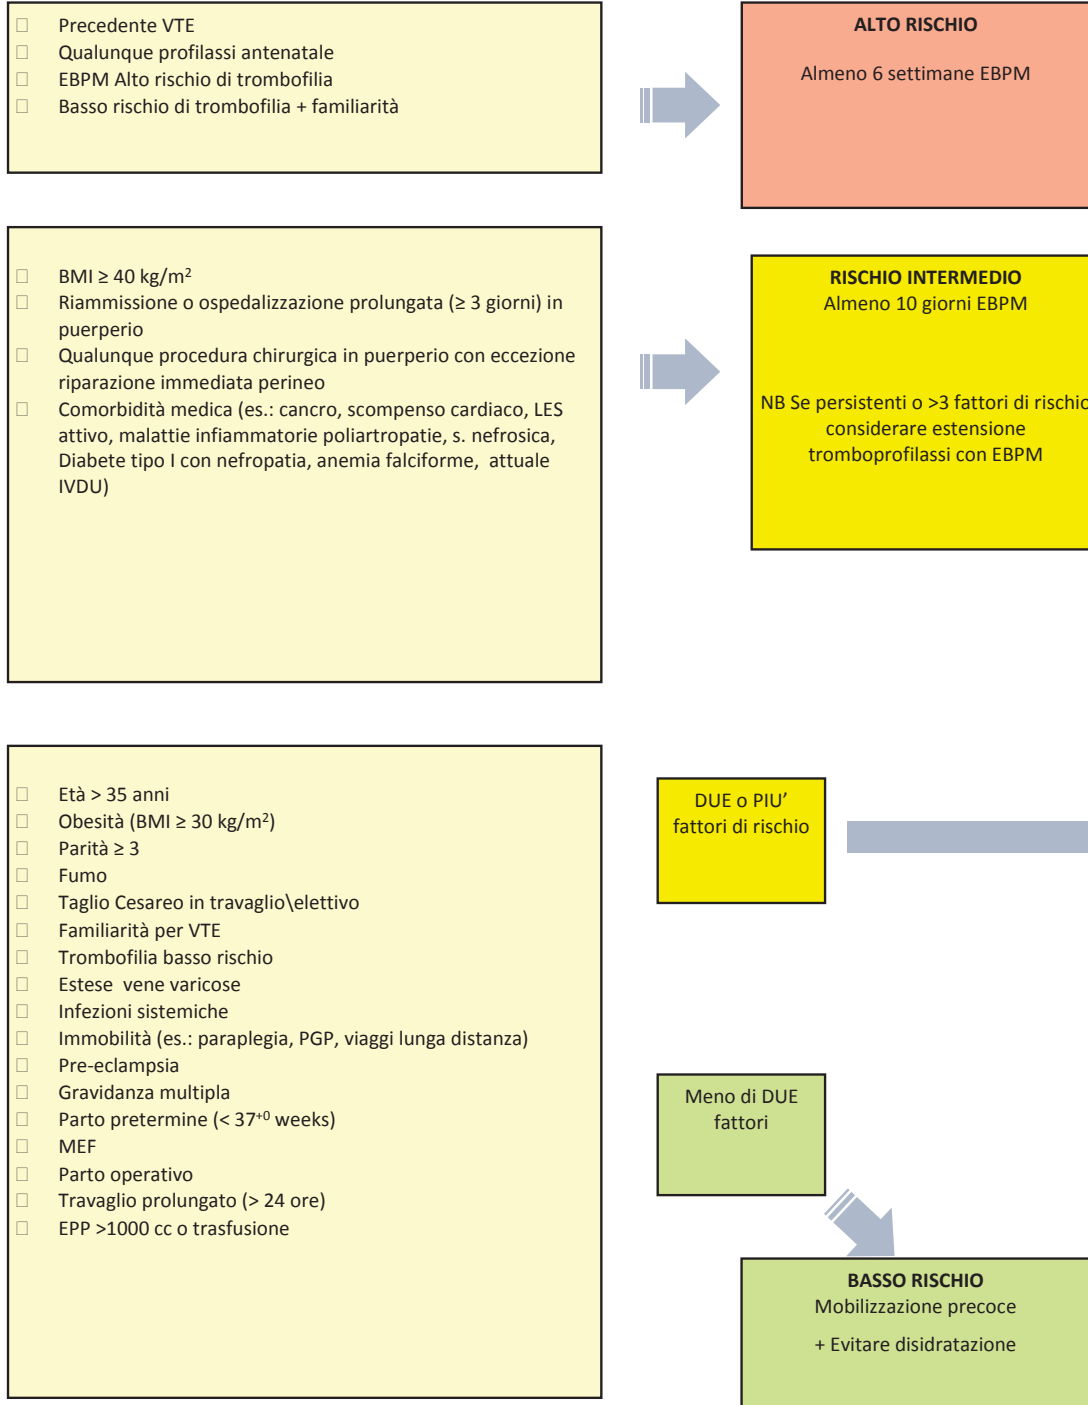 □ Precedente VTE
□ Qualunque profilassi antenatale
□ EBPM Alto rischio di trombofilia
□ Basso rischio di trombofilia + familiarità
ALTO RISCHIO
Almeno 6 settimane EBPM
□ BMI ≥ 40 kg/m²
□ Riammissione o ospedalizzazione prolungata (≥ 3 giorni) in
puerperio
□ Qualunque procedura chirurgica in puerperio con eccezione
riparazione immediata perineo
□ Comorbidità medica (es.: cancro, scompenso cardiaco, LES
attivo, malattie infiammatorie poliartropatie, s. nefrosica,
Diabete tipo I con nefropatia, anemia falciforme, attuale
IVDU)
RISCHIO INTERMEDIO
Almeno 10 giorni EBPM
NB Se persistenti o >3 fattori di rischio
considerare estensione
tromboprofilassi con EBPM
□ Età > 35 anni
□ Obesità (BMI ≥ 30 kg/m²)
□ Parità ≥ 3
□ Fumo
□ Taglio Cesareo in travaglio\elettivo
□ Familiarità per VTE
□ Trombofilia basso rischio
□ Estese vene varicose
□ Infezioni sistemiche
□ Immobilità (es.: paraplegia, PGP, viaggi lunga distanza)
□ Pre-eclampsia
□ Gravidanza multipla
□ Parto pretermine (< 37⁺⁰ weeks)
□ MEF
□ Parto operativo
□ Travaglio prolungato (> 24 ore)
□ EPP >1000 cc o trasfusione
DUE o PIU'
fattori di rischio
Meno di DUE
fattori
BASSO RISCHIO
Mobilizzazione precoce
+ Evitare disidratazione